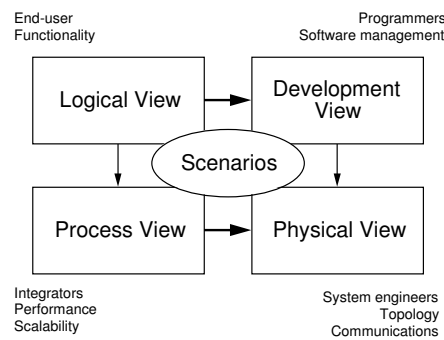 End-user
Functionality
Programmers
Software management
Logical View
Development
View
Scenarios
Process View
Physical View
Integrators
Performance
Scalability
System engineers
Topology
Communications